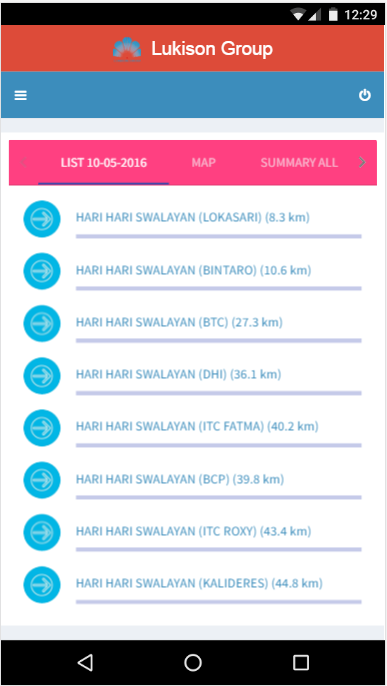 12:29
Lukison Group
LIST 10-05-2016 MAP SUMMARY ALL
HARI HARI SWALAYAN (LOKASARI) (8.3 km)
HARI HARI SWALAYAN (BINTARO) (10.6 km)
HARI HARI SWALAYAN (BTC) (27.3 km)
HARI HARI SWALAYAN (DHI) (36.1 km)
HARI HARI SWALAYAN (ITC FATMA) (40.2 km)
HARI HARI SWALAYAN (BCP) (39.8 km)
HARI HARI SWALAYAN (ITC ROXY) (43.4 km)
HARI HARI SWALAYAN (KALIDERES) (44.8 km)